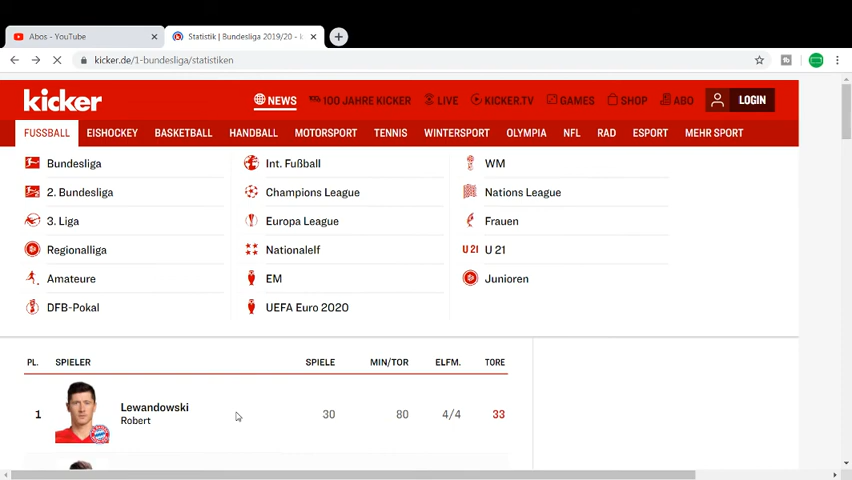 Abos - YouTube
Statistik | Bundesliga 2019/20 -
kicker.de/1-bundesliga/statistiken
kicker
NEWS
100 JAHRE KICKER
LIVE
KICKER.TV
GAMES
SHOP
ABO
LOGIN
FUSSBALL EISHOCKEY BASKETBALL HANDBALL MOTORSPORT TENNIS WINTERSPORT OLYMPIA NFL RAD ESPORT MEHR SPORT
Bundesliga
2. Bundesliga
3. Liga
Regionalliga
Amateure
DFB-Pokal
Int. Fußball
Champions League
Europa League
Nationalelf
EM
UEFA Euro 2020
WM
Nations League
Frauen
U 21 U 21
Junioren
PL. SPIELER SPIELE MIN/TOR ELFM. TORE
1 Lewandowski 30 80 4/4 33
Robert